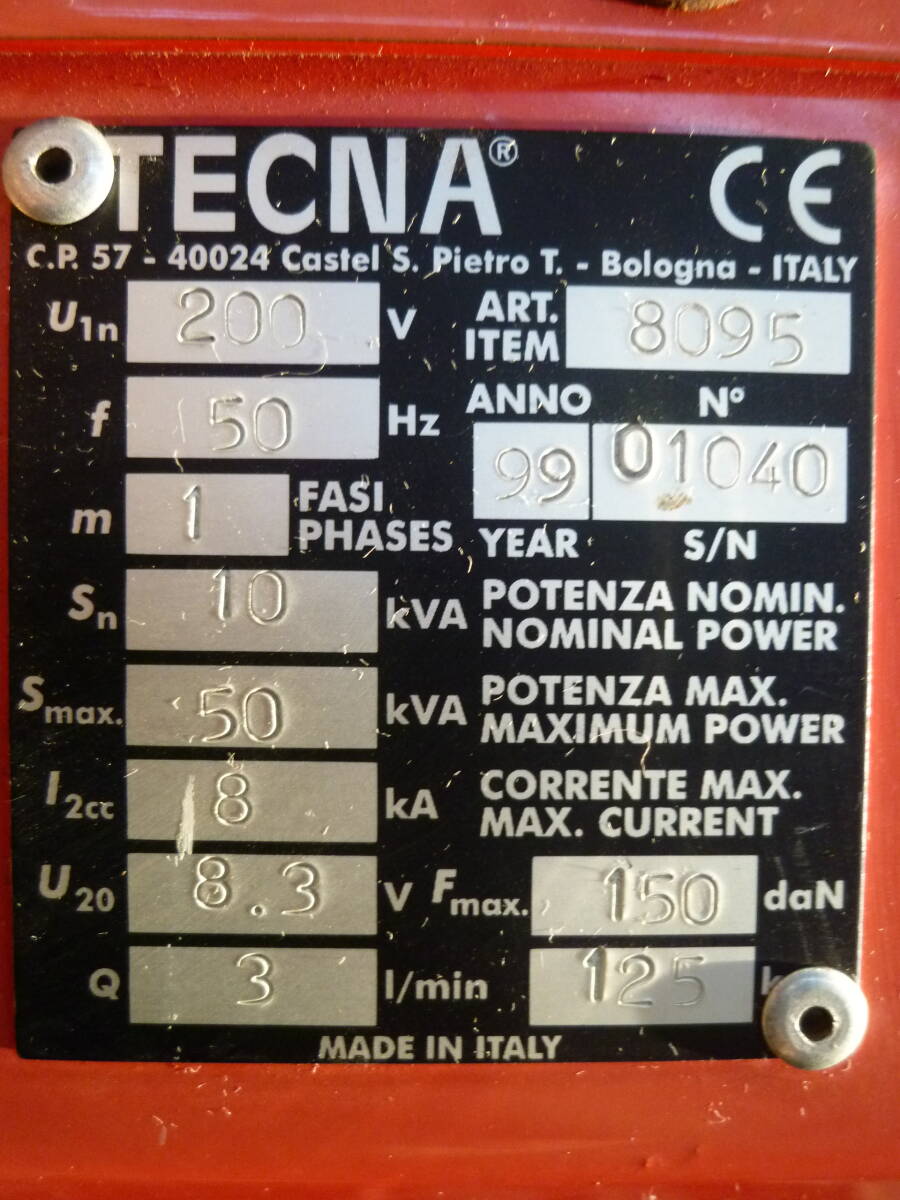 TECNA® CE
C.P. 57 - 40024 Castel S. Pietro T. - Bologna - ITALY
U1n 200 V ART. ITEM 8095
f 50 Hz ANNO YEAR 99 N° S/N 01040
m 1 FASI PHASES
Sn 10 kVA POTENZA NOMIN.
NOMINAL POWER
Smax. 50 kVA POTENZA MAX.
MAXIMUM POWER
I2cc 8 kA CORRENTE MAX.
MAX. CURRENT
U20 8.3 V Fmax. 150 daN
Q 3 l/min 125
MADE IN ITALY